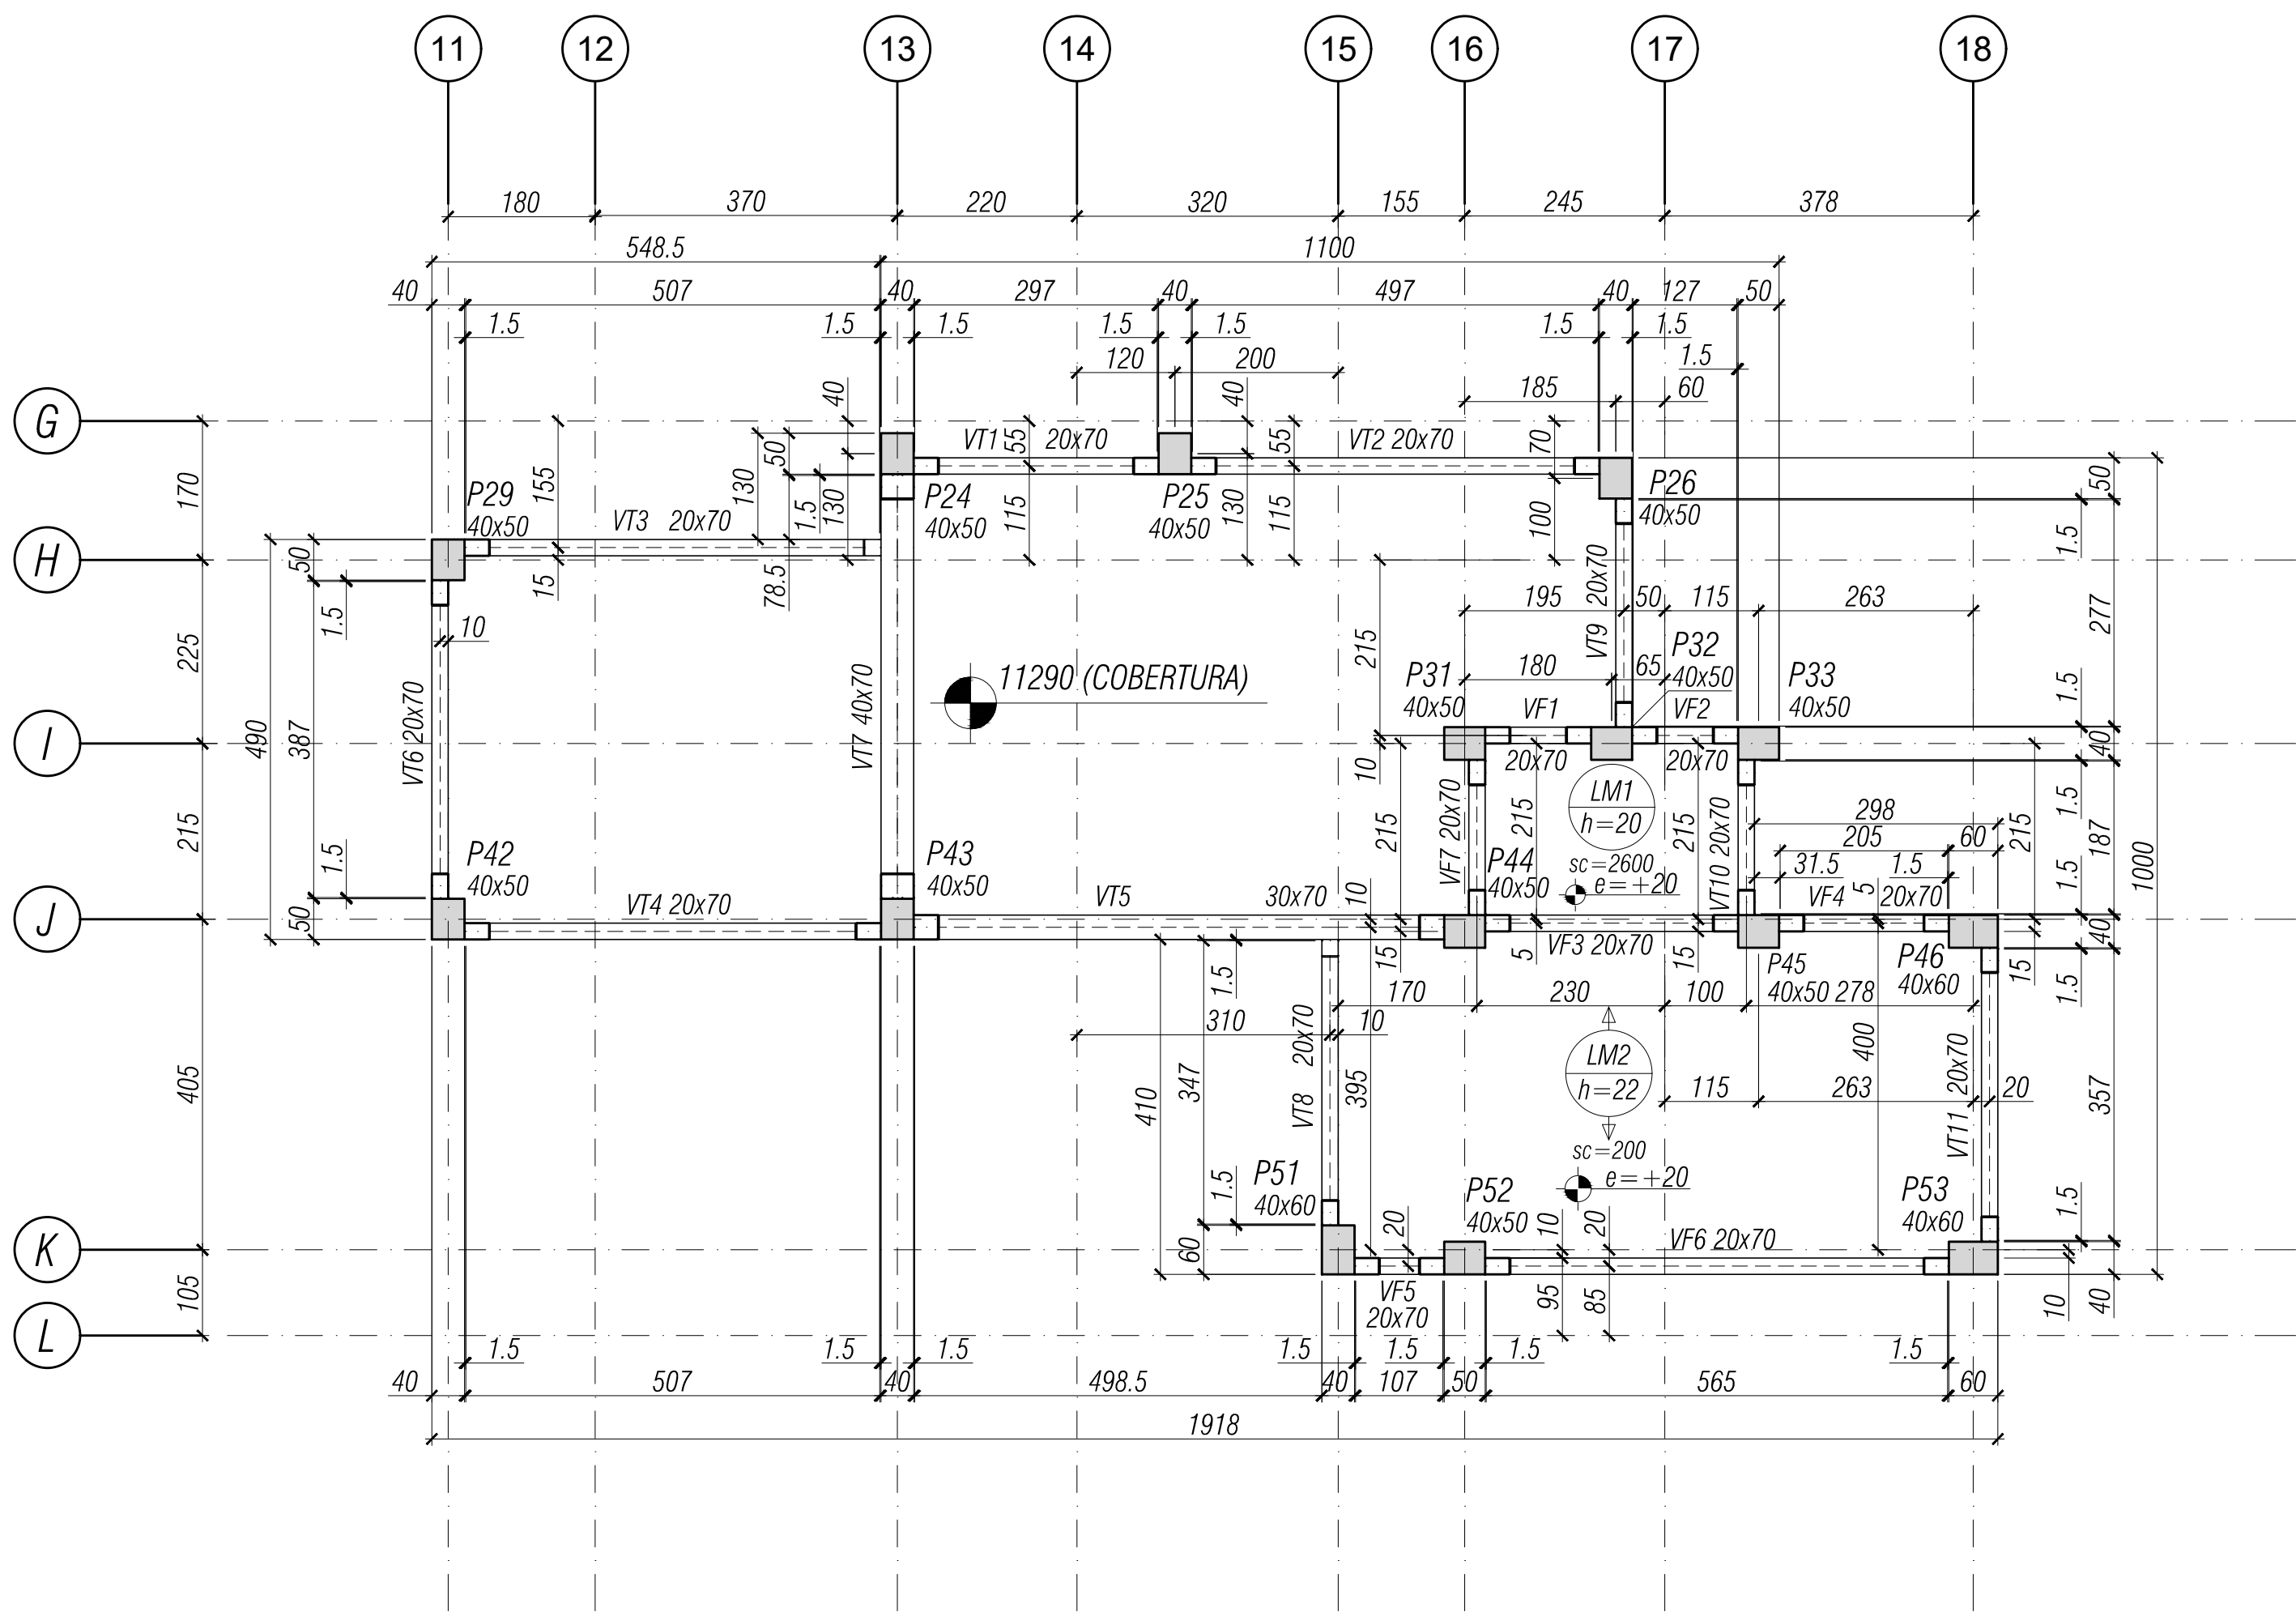 11 12 13 14 15 16 17 18
180 370 220 320 155 245 378
548.5 1100
40 507 40 297 40 497 40 127 50
1.5 1.5 1.5 1.5 1.5 1.5 1.5
120 200 1.5
40 40 185 60
G
VT1 20x70 VT2 20x70
55 55 70
50 130 155
170
P29
40x50
VT3 20x70
1.5 130
P24
40x50
115
P25
40x50
130 115 100
P26
40x50
50
1.5
H
50 15 78.5
1.5
10
VT9 20x70
195 50 115 263
277
225
215
11290 (COBERTURA)
180 65
P32
40x50
P31
40x50
P33
40x50
VF1 VF2
1.5
VT6 20x70
VT7 40x70
490 387
I
10
20x70 20x70
40
LM1
h=20
sc=2600
e=+20
VF7 20x70
215 215 215
VT10 20x70
298
205 60
31.5 1.5
1.5
187
215
1000
215
1.5
P42
40x50
P43
40x50
P44
40x50
VF4 20x70
5
1.5
J
50
VT4 20x70
VT5 30x70
10
15 5
VF3 20x70
15
P45
40x50
P46
40x60
40
15
1.5
1.5
170 230 100 278
310 10
405
410 347
VT8 20x70
395
LM2
h=22
sc=200
e=+20
400
115 263 20
VT11 20x70
357
1.5
P51
40x60
P52
40x50
P53
40x60
1.5
K
60
20 10 20
VF6 20x70
105
VF5
20x70
95 85
10 40
L
1.5 1.5 1.5 1.5 1.5 1.5 1.5
40 507 40 498.5 40 107 50 565 60
1918